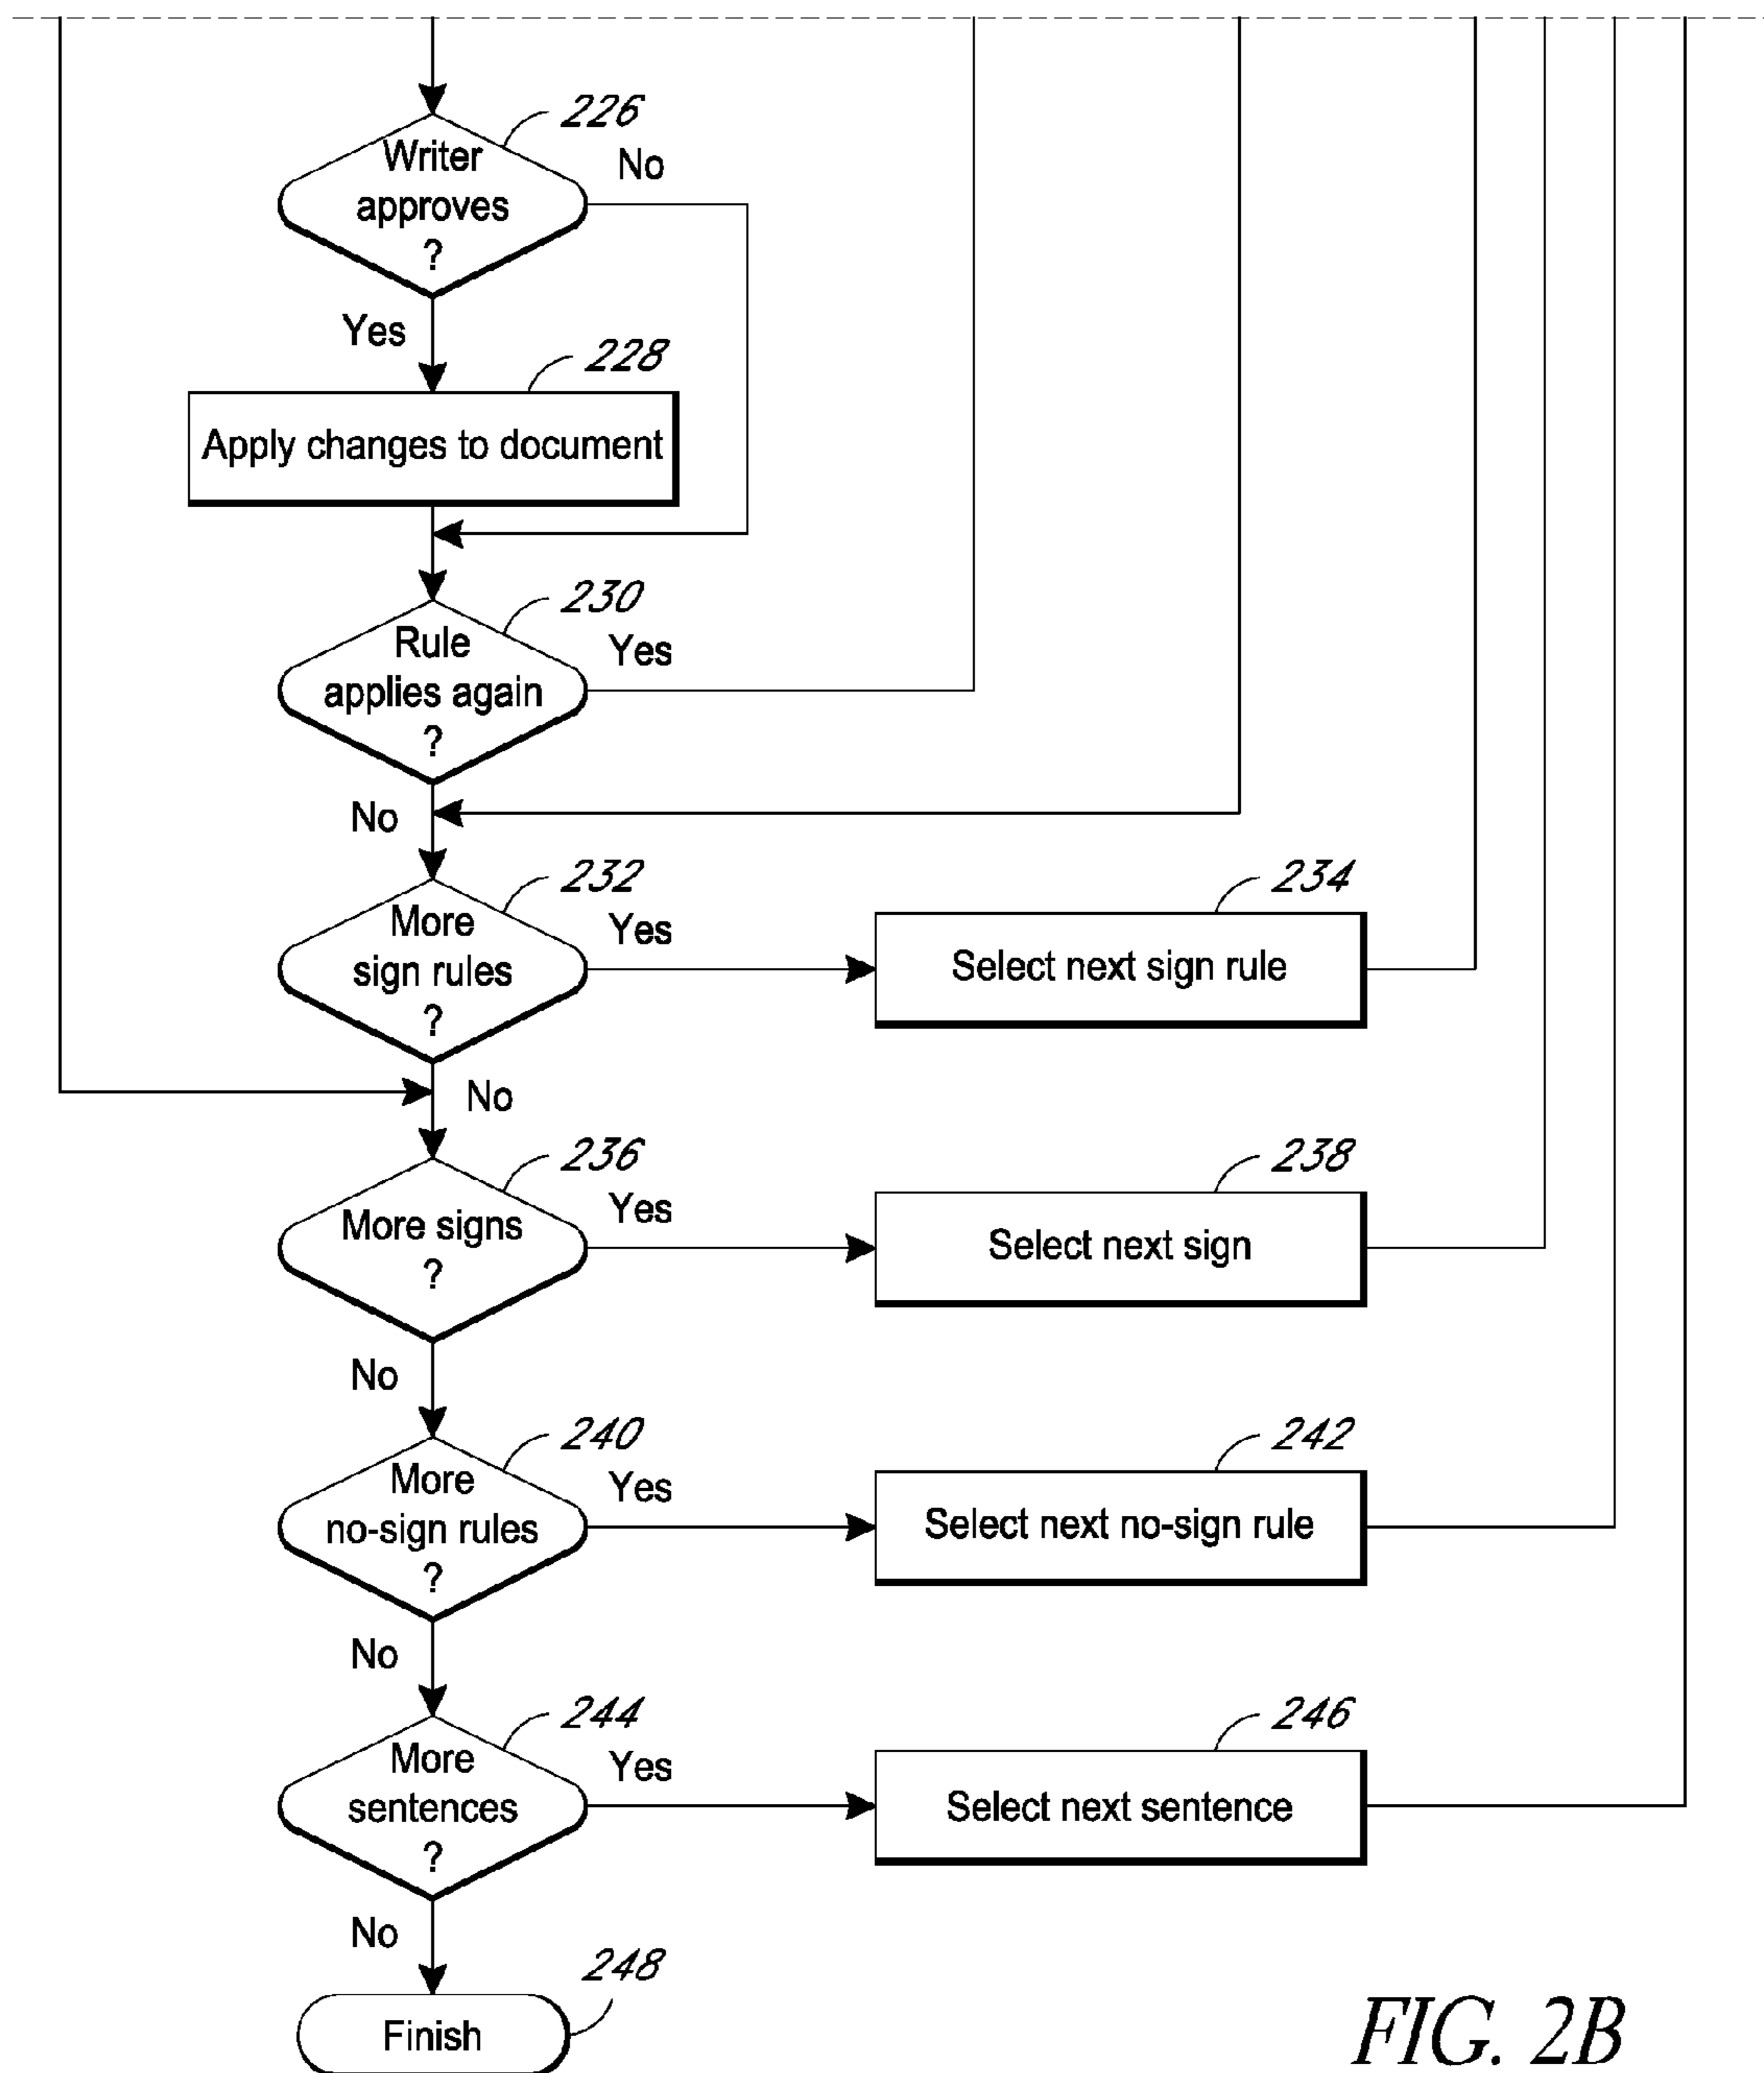 226
Writer
approves
?
No
Yes
228
Apply changes to document
230
Rule
applies again
?
Yes
No
232
More
sign rules
?
Yes
234
Select next sign rule
No
236
More signs
?
Yes
238
Select next sign
No
240
More
no-sign rules
?
Yes
242
Select next no-sign rule
No
244
More
sentences
?
Yes
246
Select next sentence
No
248
Finish
FIG. 2B